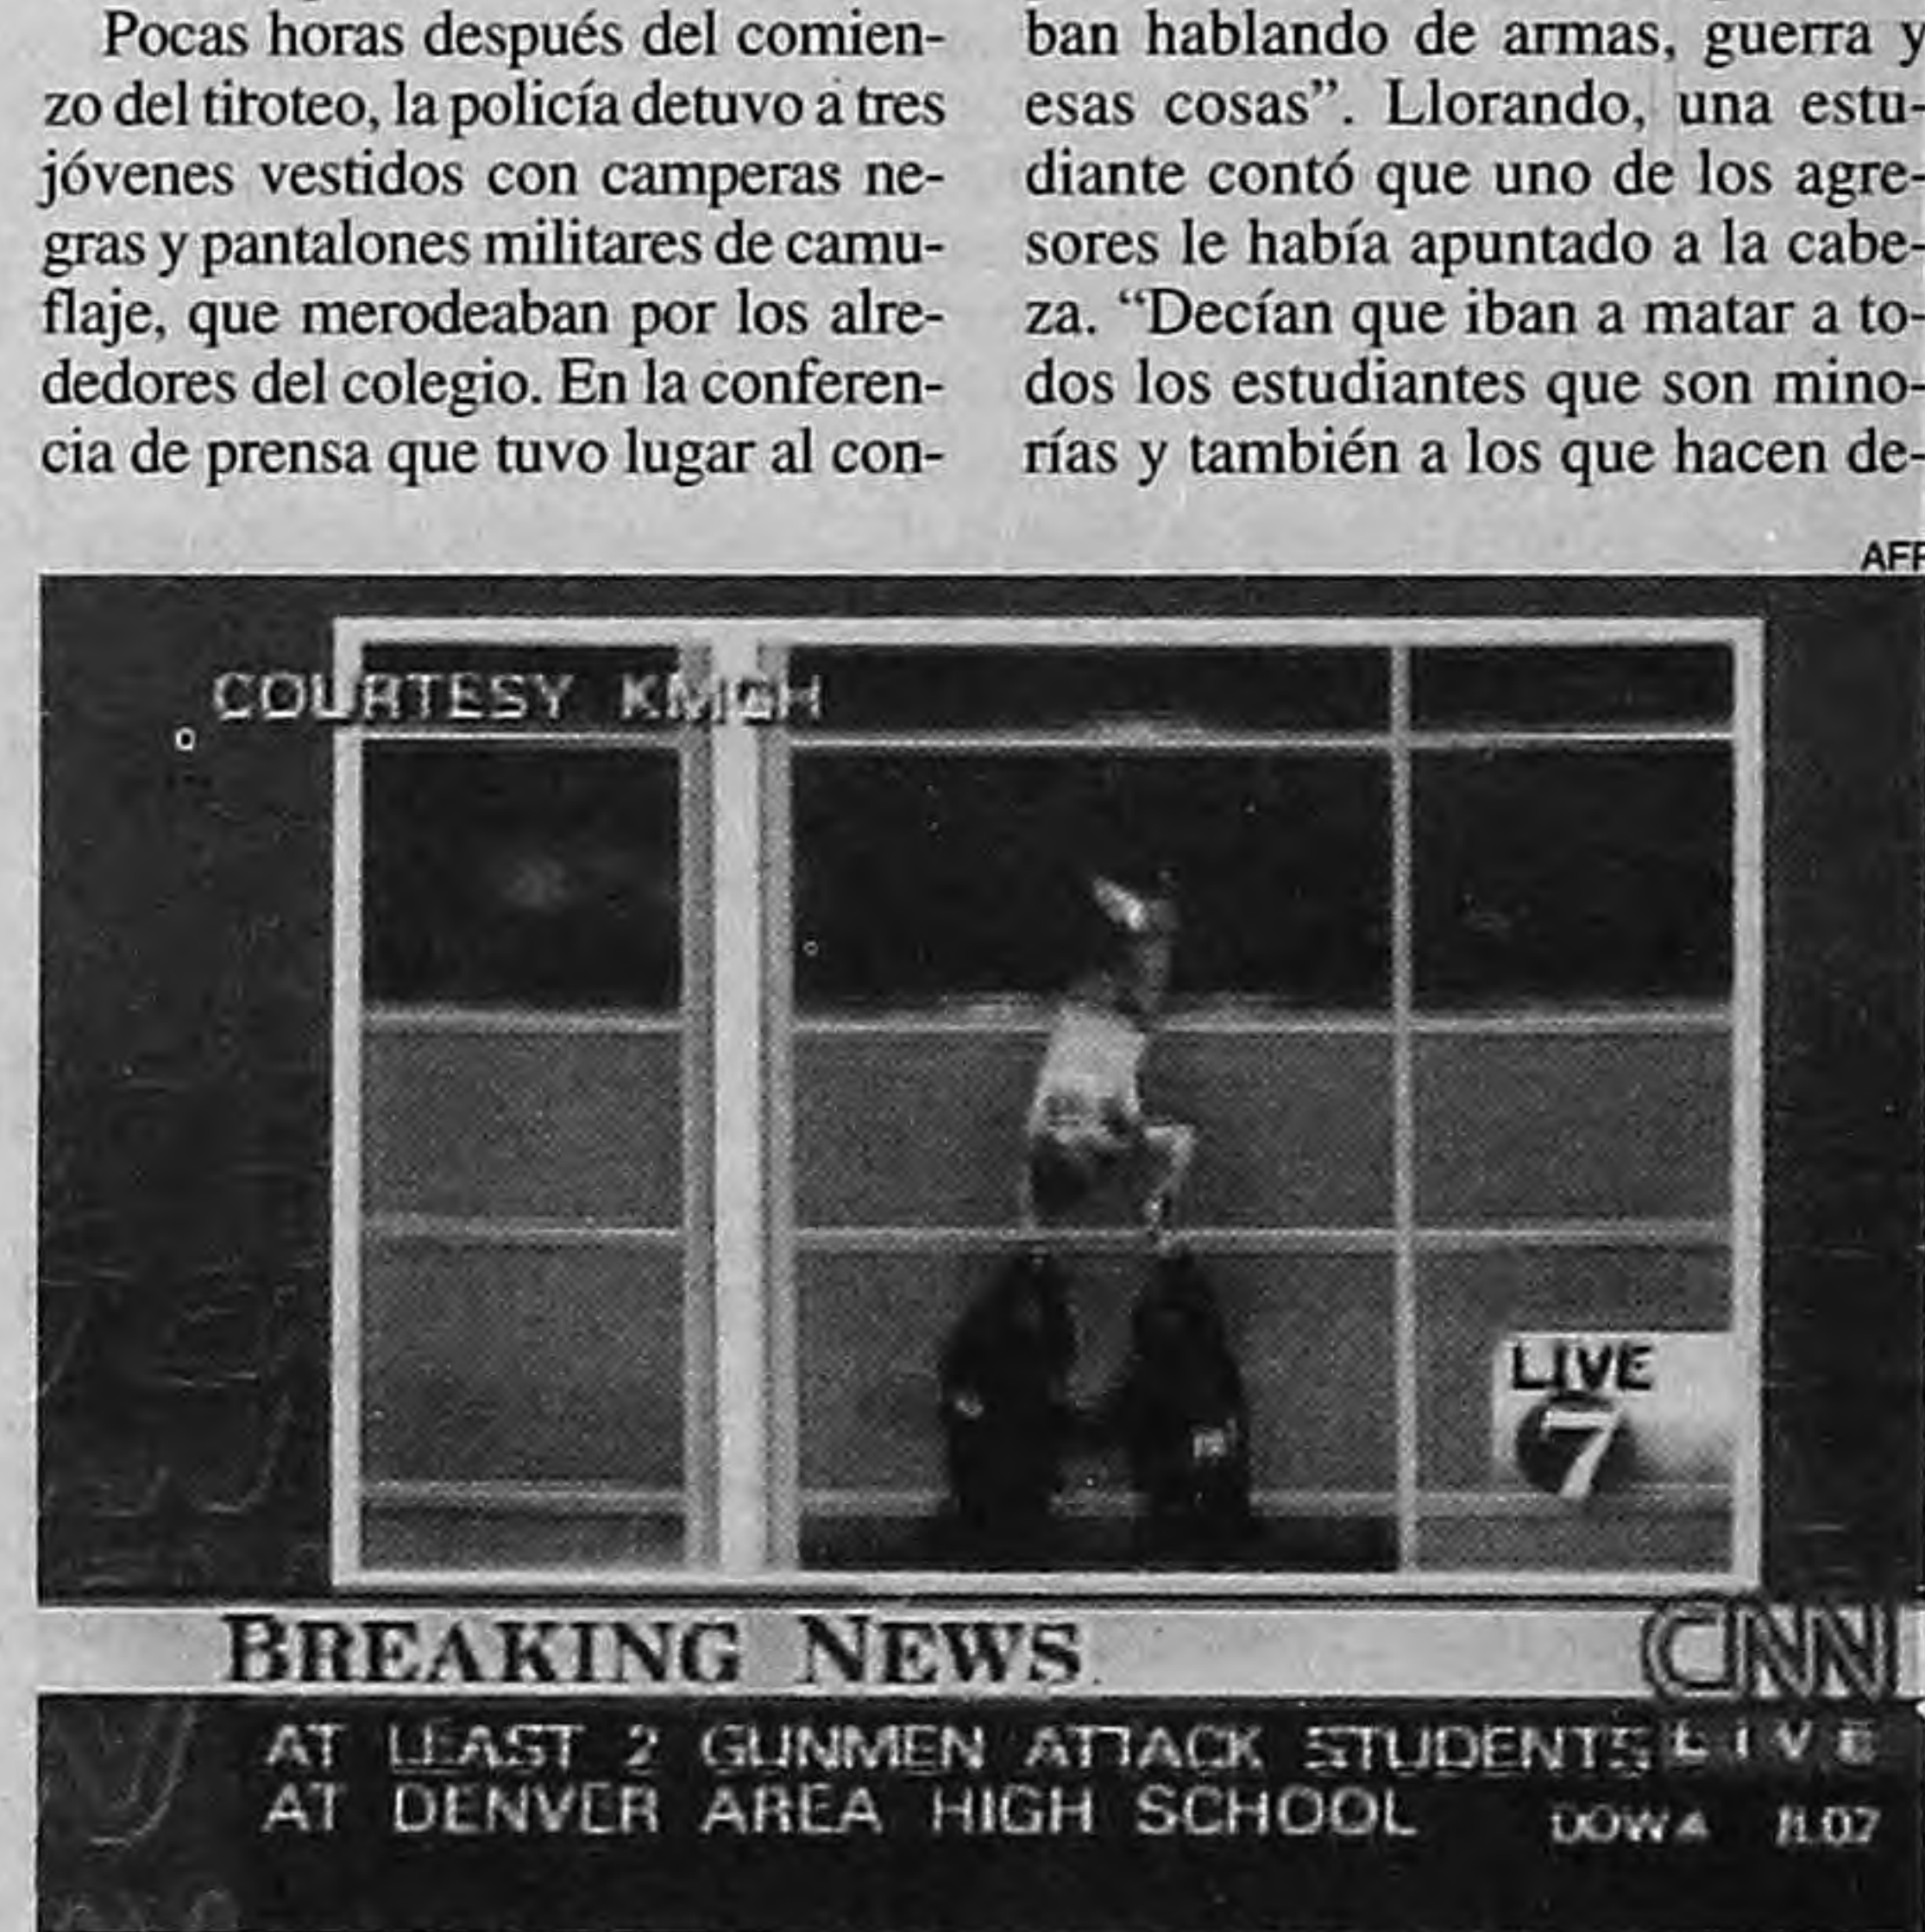 Pocas horas después del comien-
zo del tiroteo, la policía detuvo a tres
jóvenes vestidos con camperas ne-
gras y pantalones militares de camu-
flaje, que merodeaban por los alre-
dedores del colegio. En la conferen-
cia de prensa que tuvo lugar al con-
ban hablando de armas, guerra y
esas cosas”. Llorando, una estu-
diante contó que uno de los agre-
sores le había apuntado a la cabe-
za. “Decían que iban a matar a to-
dos los estudiantes que son mino-
rías y también a los que hacen de-
COURTESY KMGH
LIVE
7
BREAKING NEWS
CNN
AT LEAST 2 GUNMEN ATTACK STUDENTS LIVE
AT DENVER AREA HIGH SCHOOL DOW